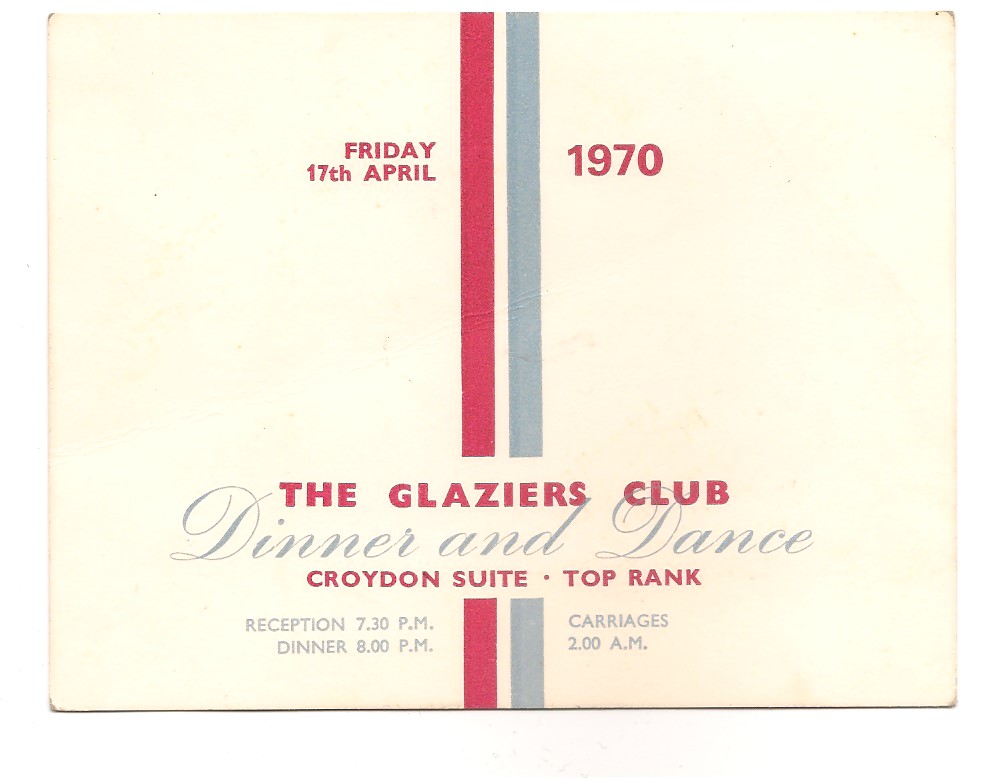 FRIDAY
17th APRIL
1970
THE GLAZIERS CLUB
Dinner and Dance
CROYDON SUITE · TOP RANK
RECEPTION 7.30 P.M.
DINNER 8.00 P.M.
CARRIAGES
2.00 A.M.